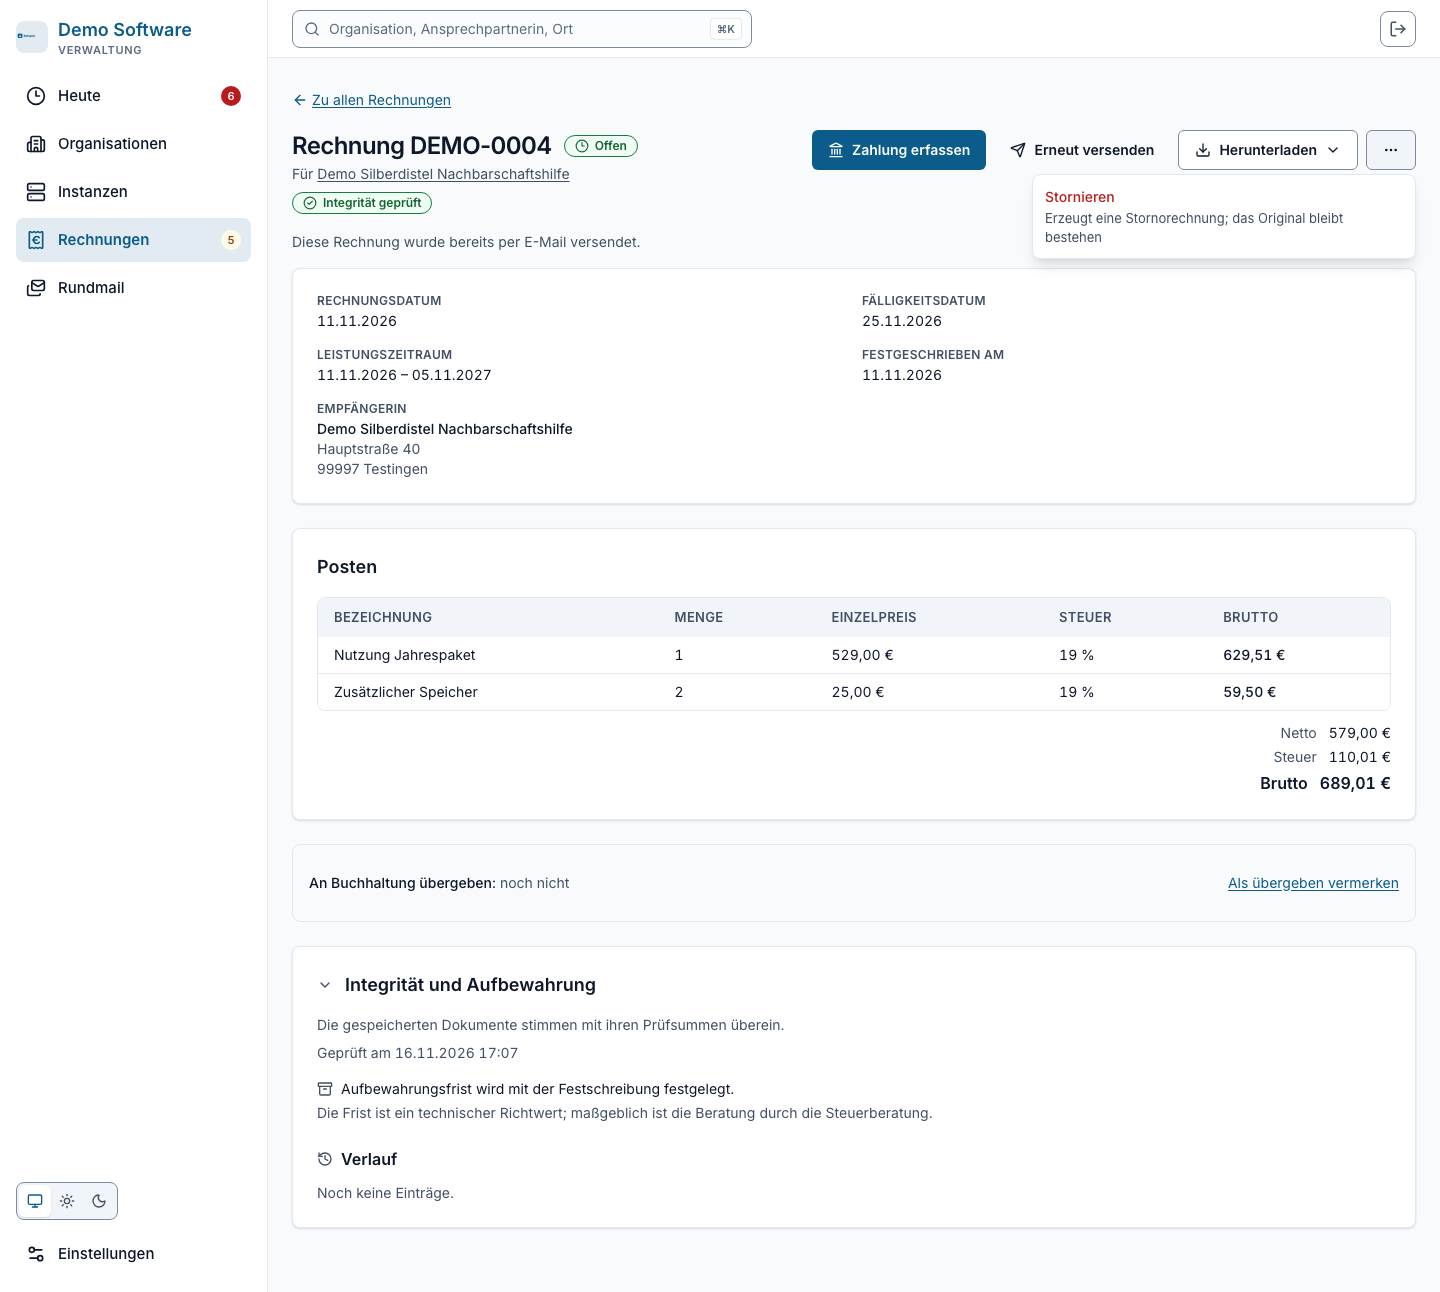 Demo Software
VERWALTUNG
Heute 6
Organisationen
Instanzen
Rechnungen 5
Rundmail
Einstellungen
Organisation, Ansprechpartnerin, Ort ⌘K
Zu allen Rechnungen
Rechnung DEMO-0004 Offen
Für Demo Silberdistel Nachbarschaftshilfe
Integrität geprüft
Zahlung erfassen Erneut versenden Herunterladen
Stornieren
Erzeugt eine Stornorechnung; das Original bleibt
bestehen
Diese Rechnung wurde bereits per E-Mail versendet.
RECHNUNGSDATUM FÄLLIGKEITSDATUM
11.11.2026 25.11.2026
LEISTUNGSZEITRAUM FESTGESCHRIEBEN AM
11.11.2026 – 05.11.2027 11.11.2026
EMPFÄNGERIN
Demo Silberdistel Nachbarschaftshilfe
Hauptstraße 40
99997 Testingen
Posten
BEZEICHNUNG MENGE EINZELPREIS STEUER BRUTTO
Nutzung Jahrespaket 1 529,00 € 19 % 629,51 €
Zusätzlicher Speicher 2 25,00 € 19 % 59,50 €
Netto 579,00 €
Steuer 110,01 €
Brutto 689,01 €
An Buchhaltung übergeben: noch nicht Als übergeben vermerken
Integrität und Aufbewahrung
Die gespeicherten Dokumente stimmen mit ihren Prüfsummen überein.
Geprüft am 16.11.2026 17:07
Aufbewahrungsfrist wird mit der Festschreibung festgelegt.
Die Frist ist ein technischer Richtwert; maßgeblich ist die Beratung durch die Steuerberatung.
Verlauf
Noch keine Einträge.